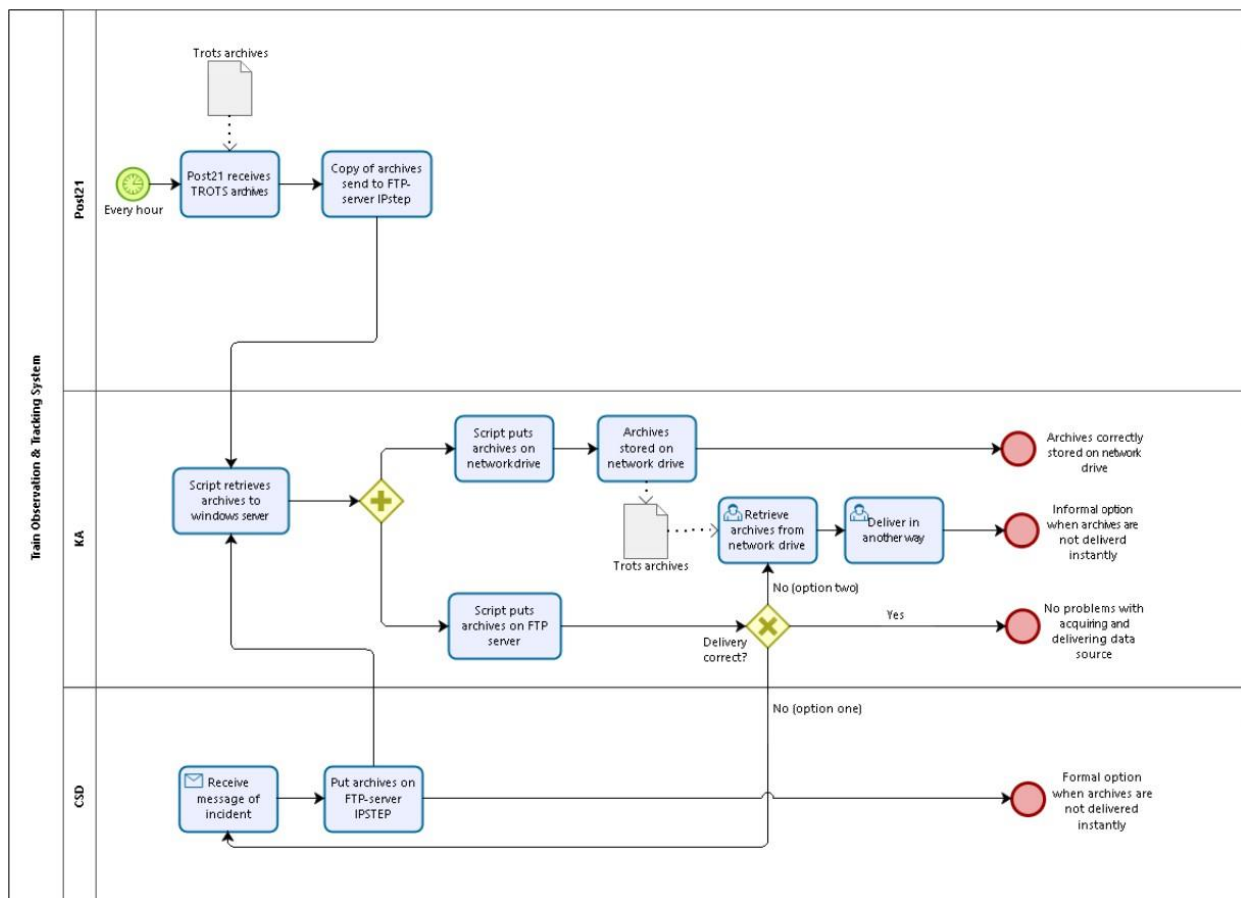 Train Observation & Tracking System
Post21
Trots archives
Every hour
Post21 receives
TROTS archives
Copy of archives
send to FTP-
server IPstep
KA
Script retrieves
archives to
windows server
Script puts
archives on
network drive
Archives
stored on
network drive
Archives correctly
stored on network
drive
Trots archives
Retrieve
archives from
network drive
Deliver in
another way
Informal option
when archives are
not deliverd
instantly
No (option two)
Script puts
archives on FTP
server
Delivery
correct?
Yes
No problems with
acquiring and
delivering data
source
No (option one)
CSD
Receive
message of
incident
Put archives on
FTP-server
IPSTEP
Formal option
when archives are
not delivered
instantly